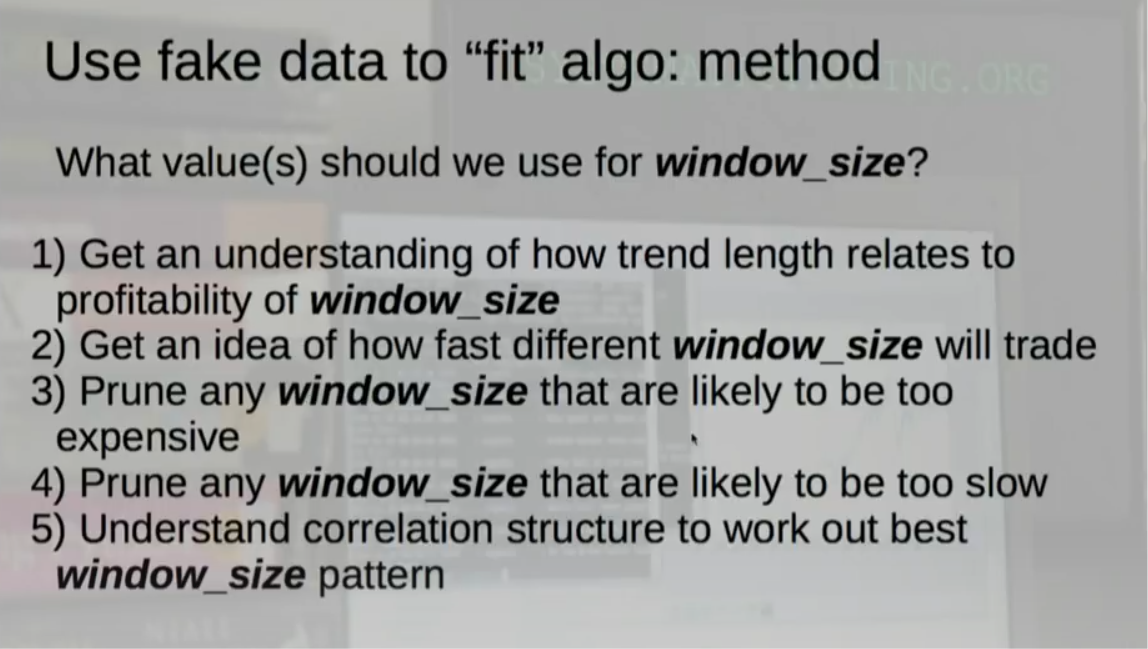 Use fake data to “fit” algo: method
ING.ORG
What value(s) should we use for window_size?
1) Get an understanding of how trend length relates to
profitability of window_size
2) Get an idea of how fast different window_size will trade
3) Prune any window_size that are likely to be too
expensive
4) Prune any window_size that are likely to be too slow
5) Understand correlation structure to work out best
window_size pattern